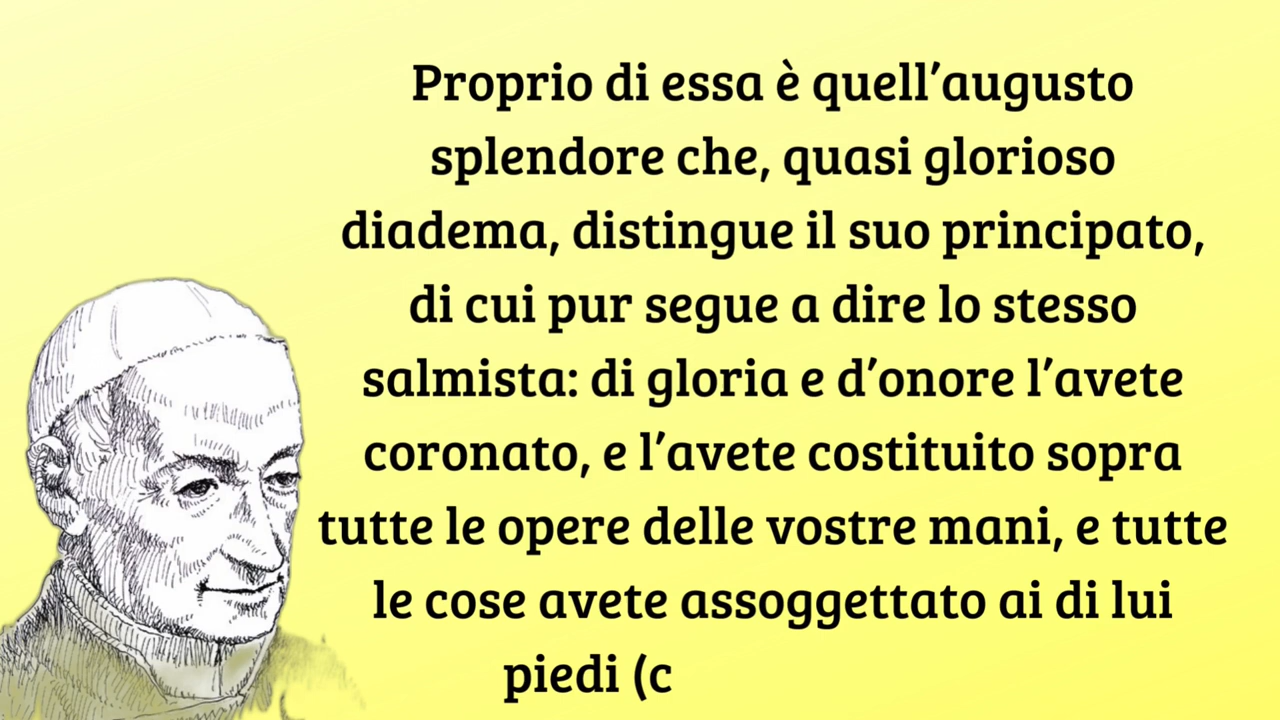 Proprio di essa è quell’augusto
splendore che, quasi glorioso
diadema, distingue il suo principato,
di cui pur segue a dire lo stesso
salmista: di gloria e d’onore l’avete
coronato, e l’avete costituito sopra
tutte le opere delle vostre mani, e tutte
le cose avete assoggettato ai di lui
piedi (c